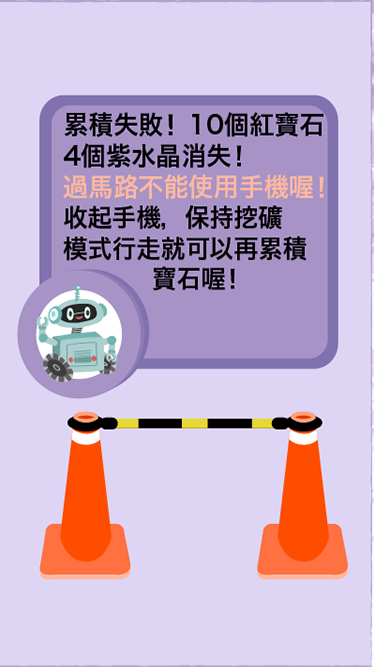 累積失敗！10個紅寶石
4個紫水晶消失！
過馬路不能使用手機喔！
收起手機，保持挖礦
模式行走就可以再累積
寶石喔！